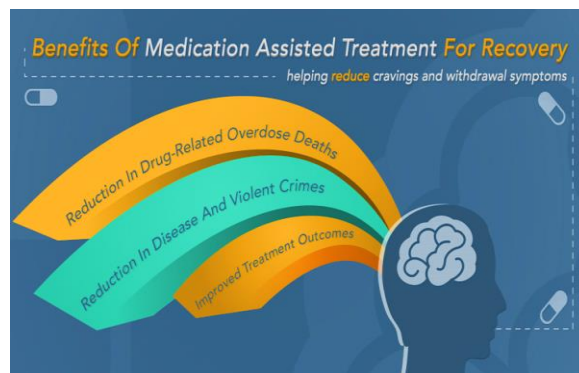 Benefits Of Medication Assisted Treatment For Recovery
helping reduce cravings and withdrawal symptoms
Reduction In Drug-Related Overdose Deaths
Reduction In Disease And Violent Crimes
Improved Treatment Outcomes